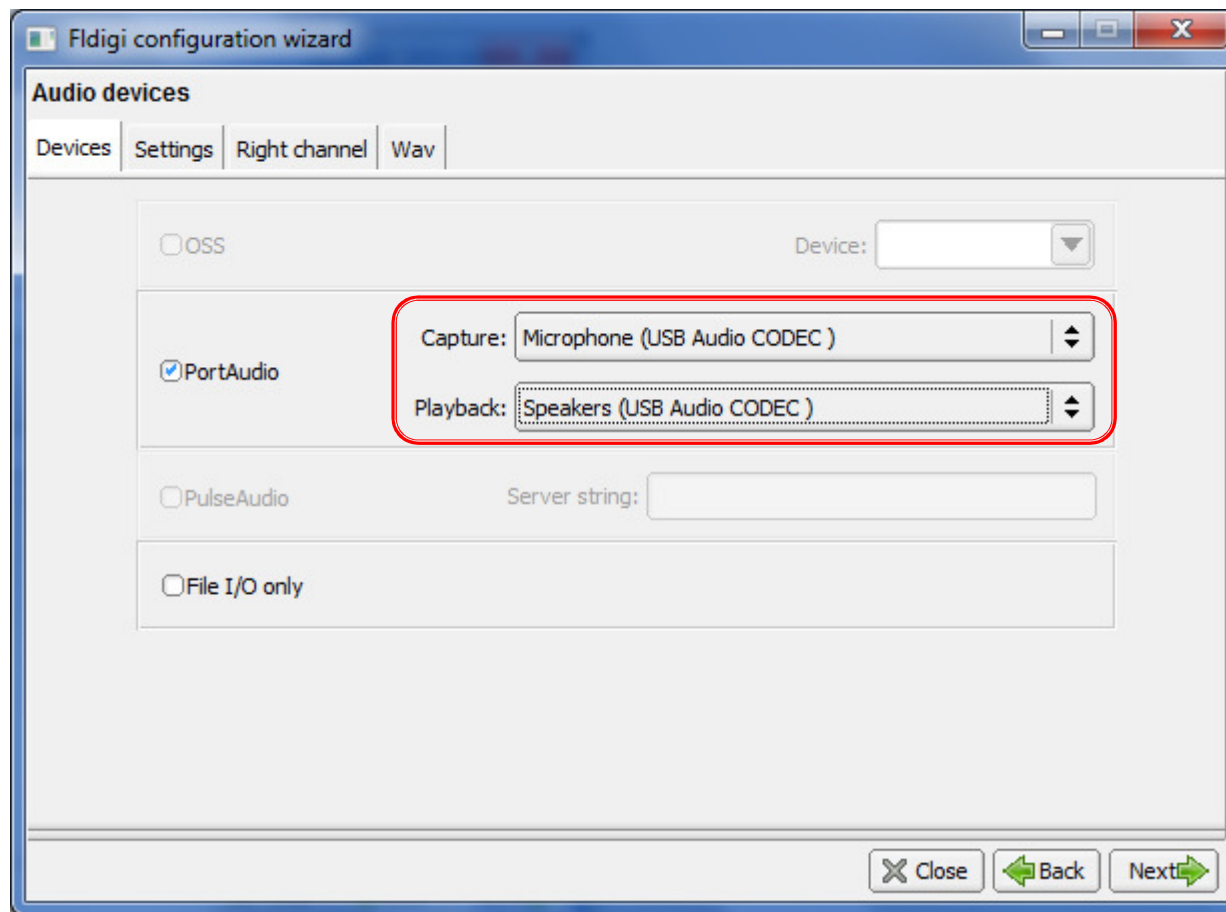 Fldigi configuration wizard
Audio devices
Devices Settings Right channel Wav
OSS Device:
Capture: Microphone (USB Audio CODEC )
PortAudio
Playback: Speakers (USB Audio CODEC )
PulseAudio Server string:
File I/O only
Close Back Next